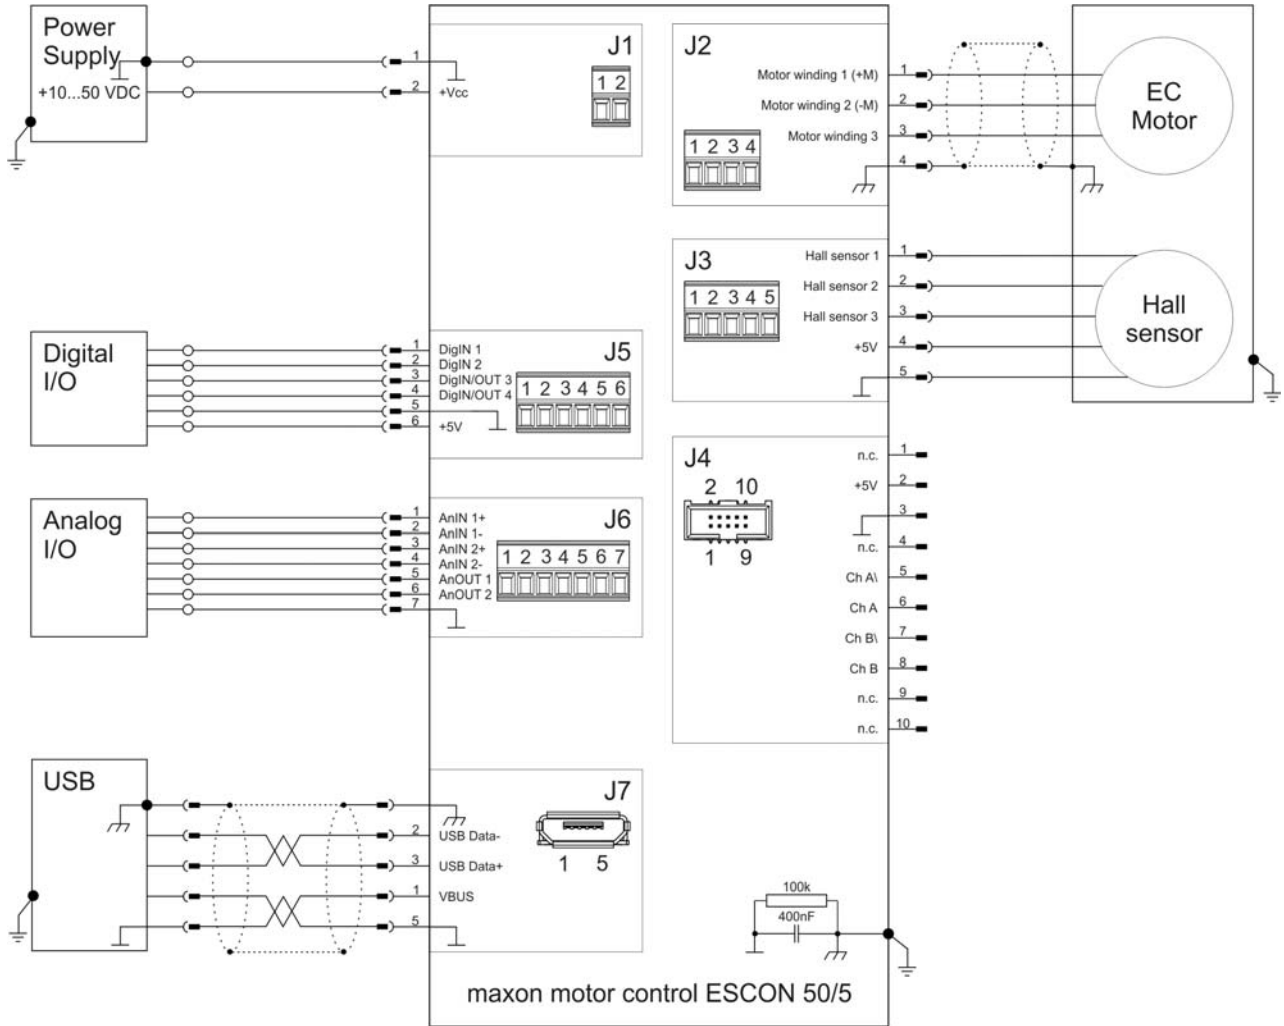 Power
Supply
+10...50 VDC
1
2
+Vcc
J1
1 2
J2
Motor winding 1 (+M)
Motor winding 2 (-M)
Motor winding 3
1 2 3 4
1
2
3
4
EC
Motor
J3
Hall sensor 1
Hall sensor 2
Hall sensor 3
+5V
1 2 3 4 5
1
2
3
4
5
Hall
sensor
Digital
I/O
1
2
3
4
5
6
DigIN 1
DigIN 2
DigIN/OUT 3
DigIN/OUT 4
+5V
J5
1 2 3 4 5 6
J4
2 10
1 9
n.c.
+5V
n.c.
Ch A\
Ch A
Ch B\
Ch B
n.c.
n.c.
1
2
3
4
5
6
7
8
9
10
Analog
I/O
1
2
3
4
5
6
7
AnIN 1+
AnIN 1-
AnIN 2+
AnIN 2-
AnOUT 1
AnOUT 2
J6
1 2 3 4 5 6 7
USB
2
3
1
5
USB Data-
USB Data+
VBUS
J7
1 5
100k
400nF
maxon motor control ESCON 50/5